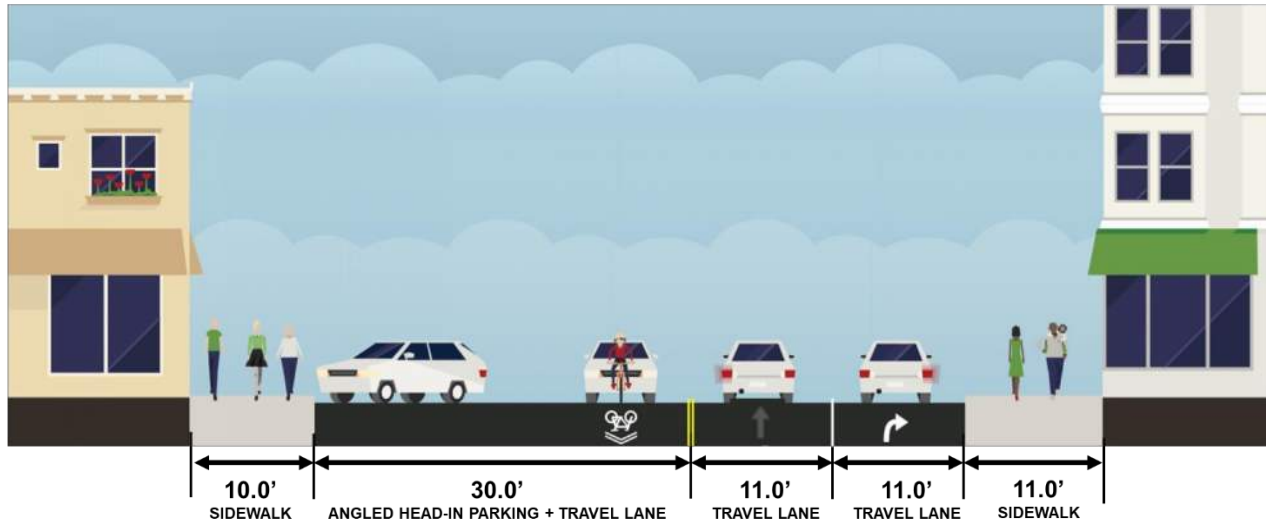 10.0’
SIDEWALK
30.0’
ANGLED HEAD-IN PARKING + TRAVEL LANE
11.0’
TRAVEL LANE
11.0’
TRAVEL LANE
11.0’
SIDEWALK